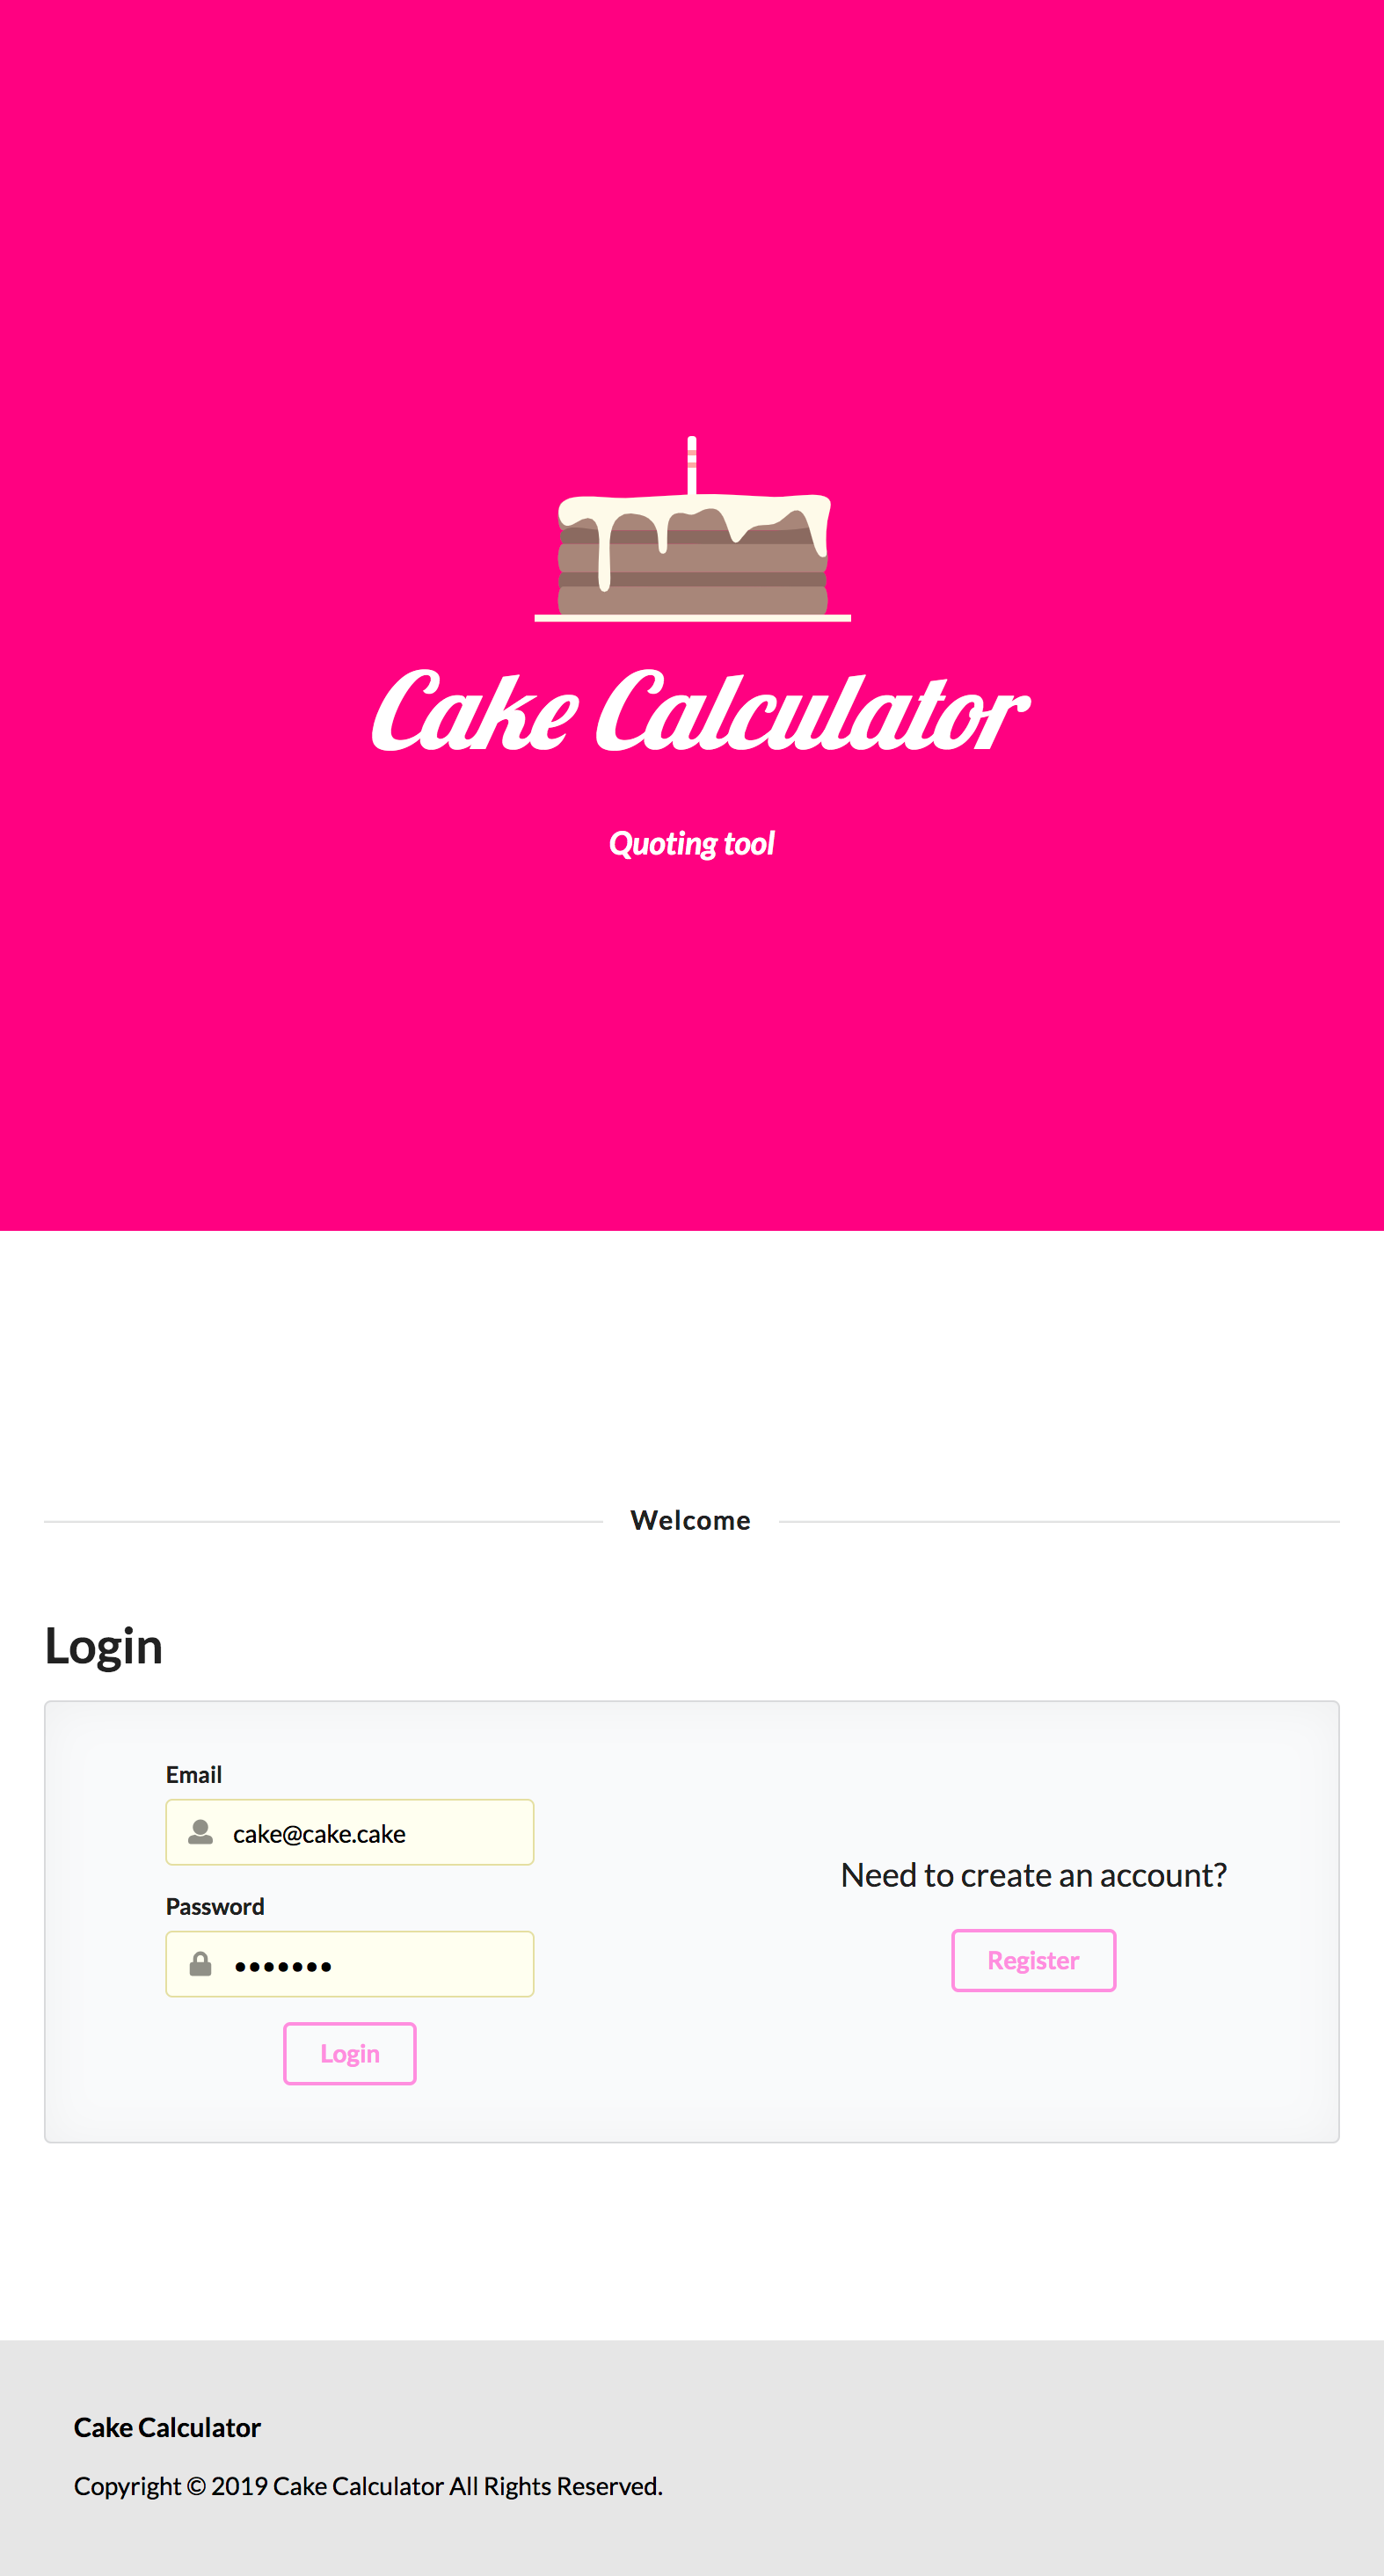 Cake Calculator
Quoting tool
Welcome
Login
Email
cake@cake.cake
Password
•••••••
Login
Need to create an account?
Register
Cake Calculator
Copyright © 2019 Cake Calculator All Rights Reserved.